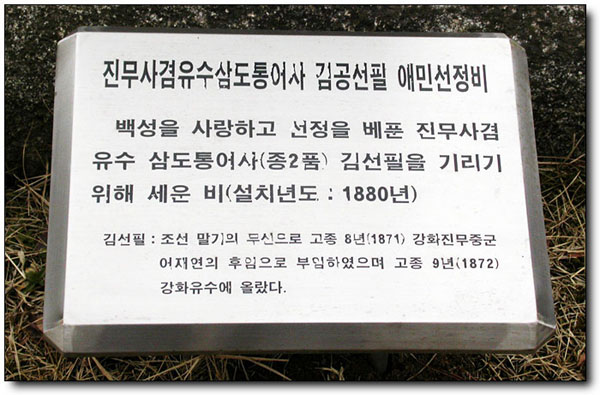 진무사겸유수삼도통어사 김공선필 애민선정비
백성을 사랑하고 선정을 베푼 진무사겸
유수 삼도통어사(종2품) 김선필을 기리기
위해 세운 비(설치년도 : 1880년)
김선필 : 조선 말기의 무신으로 고종 8년(1871) 강화진무중군
어재연의 후임으로 부임하였으며 고종 9년(1872)
강화유수에 올랐다.